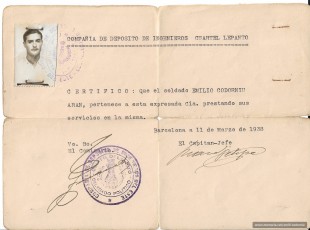 COMPAÑIA DE DEPOSITO DE INGENIEROS CUARTEL LEPANTO
CERTIFICO: que el soldado EMILIO CODORNIU
ARAN, pertenece a esta expresada Cia. prestando sus
servicios en la misma.
Barcelona a 11 de Marzo de 1938
Vo. Bo.
El Capitan-Jefe
El